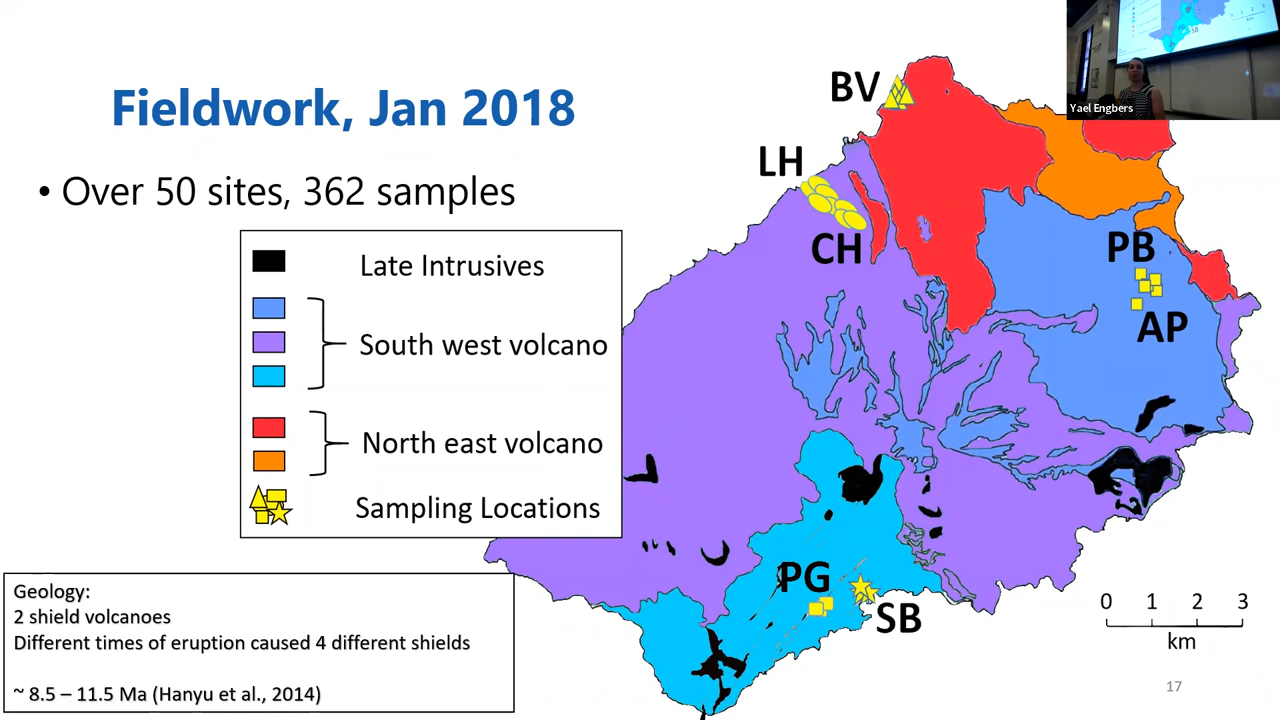 Fieldwork, Jan 2018
• Over 50 sites, 362 samples
Late Intrusives
South west volcano
North east volcano
Sampling Locations
Geology:
2 shield volcanoes
Different times of eruption caused 4 different shields
~ 8.5 – 11.5 Ma (Hanyu et al., 2014)
BV
LH
CH
PB
AP
PG
SB
0 1 2 3
km
17
Yael Engbers